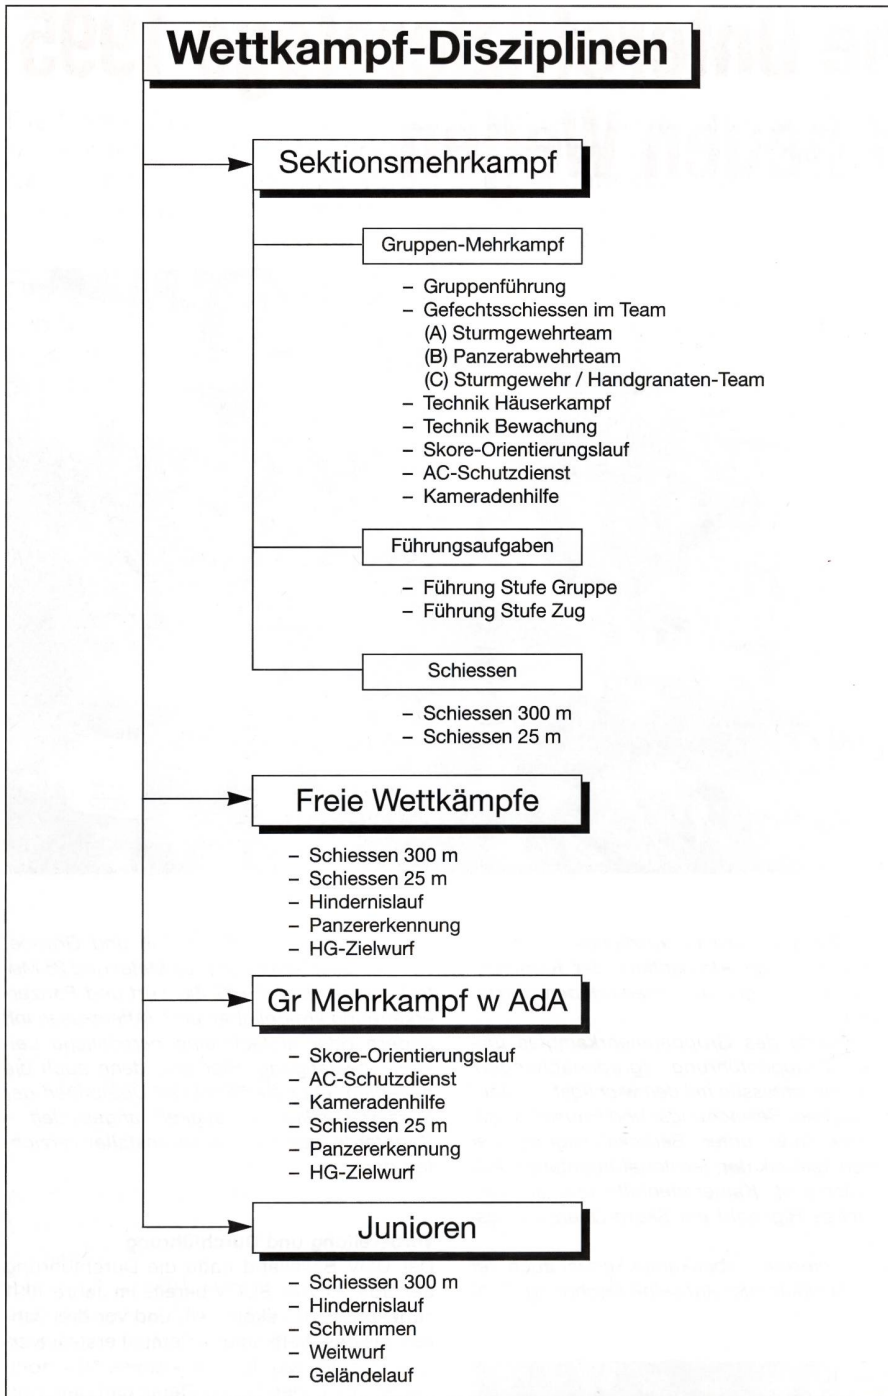 Wettkampf-Disziplinen
Sektionsmehrkampf
Gruppen-Mehrkampf
– Gruppenführung
– Gefechtsschiessen im Team
(A) Sturmgewehrteam
(B) Panzerabwehrteam
(C) Sturmgewehr / Handgranaten-Team
– Technik Häuserkampf
– Technik Bewachung
– Skore-Orientierungslauf
– AC-Schutzdienst
– Kameradenhilfe
Führungsaufgaben
– Führung Stufe Gruppe
– Führung Stufe Zug
Schiessen
– Schiessen 300 m
– Schiessen 25 m
Freie Wettkämpfe
– Schiessen 300 m
– Schiessen 25 m
– Hindernislauf
– Panzererkennung
– HG-Zielwurf
Gr Mehrkampf w AdA
– Skore-Orientierungslauf
– AC-Schutzdienst
– Kameradenhilfe
– Schiessen 25 m
– Panzererkennung
– HG-Zielwurf
Junioren
– Schiessen 300 m
– Hindernislauf
– Schwimmen
– Weitwurf
– Geländelauf